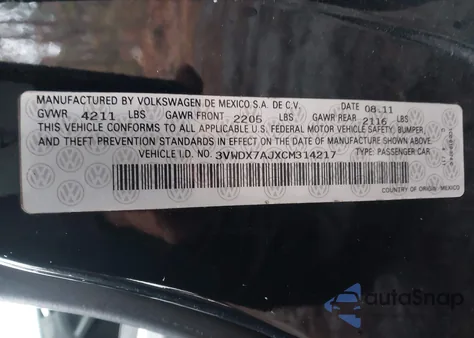 MANUFACTURED BY VOLKSWAGEN DE MEXICO S.A. DE C.V. DATE 08.11
GVWR 4211 LBS GAWR FRONT 2205 LBS GAWR REAR 2116 LBS
THIS VEHICLE CONFORMS TO ALL APPLICABLE U.S. FEDERAL MOTOR VEHICLE SAFETY, BUMPER,
AND THEFT PREVENTION STANDARDS IN EFFECT ON THE DATE OF MANUFACTURE SHOWN ABOVE
VEHICLE I.D. NO. 3VWDX7AJXCM314217 TYPE: PASSENGER CAR
COUNTRY OF ORIGIN: MEXICO
autoSnap